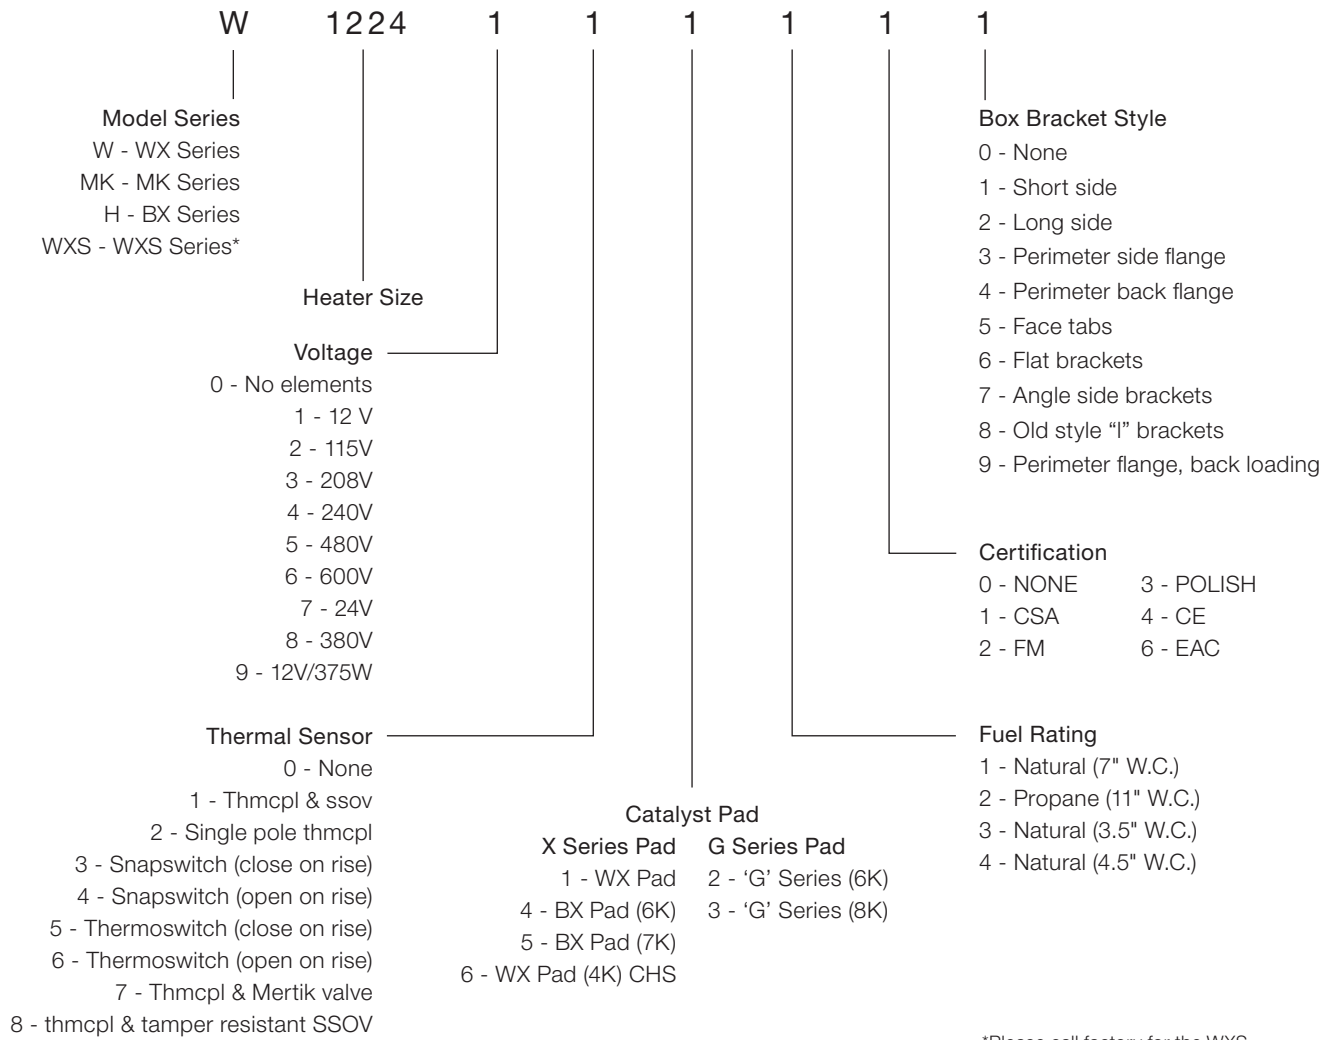 W 1224 1 1 1 1 1 1
Model Series
W - WX Series
MK - MK Series
H - BX Series
WXS - WXS Series*
Heater Size
Voltage
0 - No elements
1 - 12 V
2 - 115V
3 - 208V
4 - 240V
5 - 480V
6 - 600V
7 - 24V
8 - 380V
9 - 12V/375W
Thermal Sensor
0 - None
1 - Thmcpl & ssov
2 - Single pole thmcpl
3 - Snapswitch (close on rise)
4 - Snapswitch (open on rise)
5 - Thermoswitch (close on rise)
6 - Thermoswitch (open on rise)
7 - Thmcpl & Mertik valve
8 - thmcpl & tamper resistant SSOV
Catalyst Pad
X Series Pad
1 - WX Pad
4 - BX Pad (6K)
5 - BX Pad (7K)
6 - WX Pad (4K) CHS
G Series Pad
2 - ‘G’ Series (6K)
3 - ‘G’ Series (8K)
Box Bracket Style
0 - None
1 - Short side
2 - Long side
3 - Perimeter side flange
4 - Perimeter back flange
5 - Face tabs
6 - Flat brackets
7 - Angle side brackets
8 - Old style “I” brackets
9 - Perimeter flange, back loading
Certification
0 - NONE 3 - POLISH
1 - CSA 4 - CE
2 - FM 6 - EAC
Fuel Rating
1 - Natural (7" W.C.)
2 - Propane (11" W.C.)
3 - Natural (3.5" W.C.)
4 - Natural (4.5" W.C.)
*Please call factory for the WXS